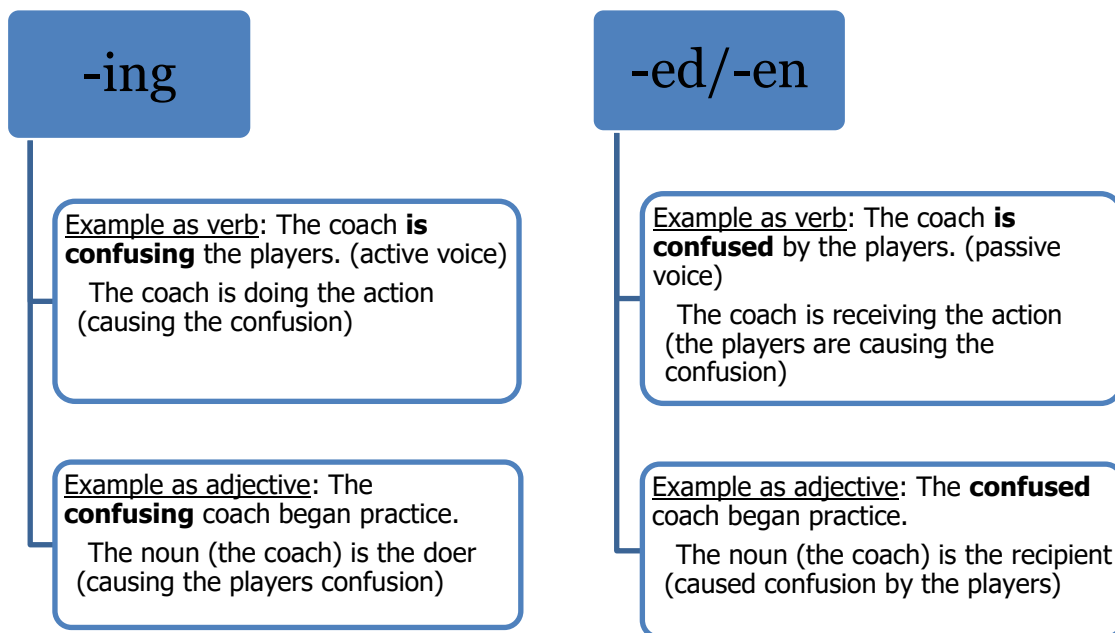 -ing
Example as verb: The coach is
confusing the players. (active voice)
The coach is doing the action
(causing the confusion)
Example as adjective: The
confusing coach began practice.
The noun (the coach) is the doer
(causing the players confusion)
-ed/-en
Example as verb: The coach is
confused by the players. (passive
voice)
The coach is receiving the action
(the players are causing the
confusion)
Example as adjective: The confused
coach began practice.
The noun (the coach) is the recipient
(caused confusion by the players)